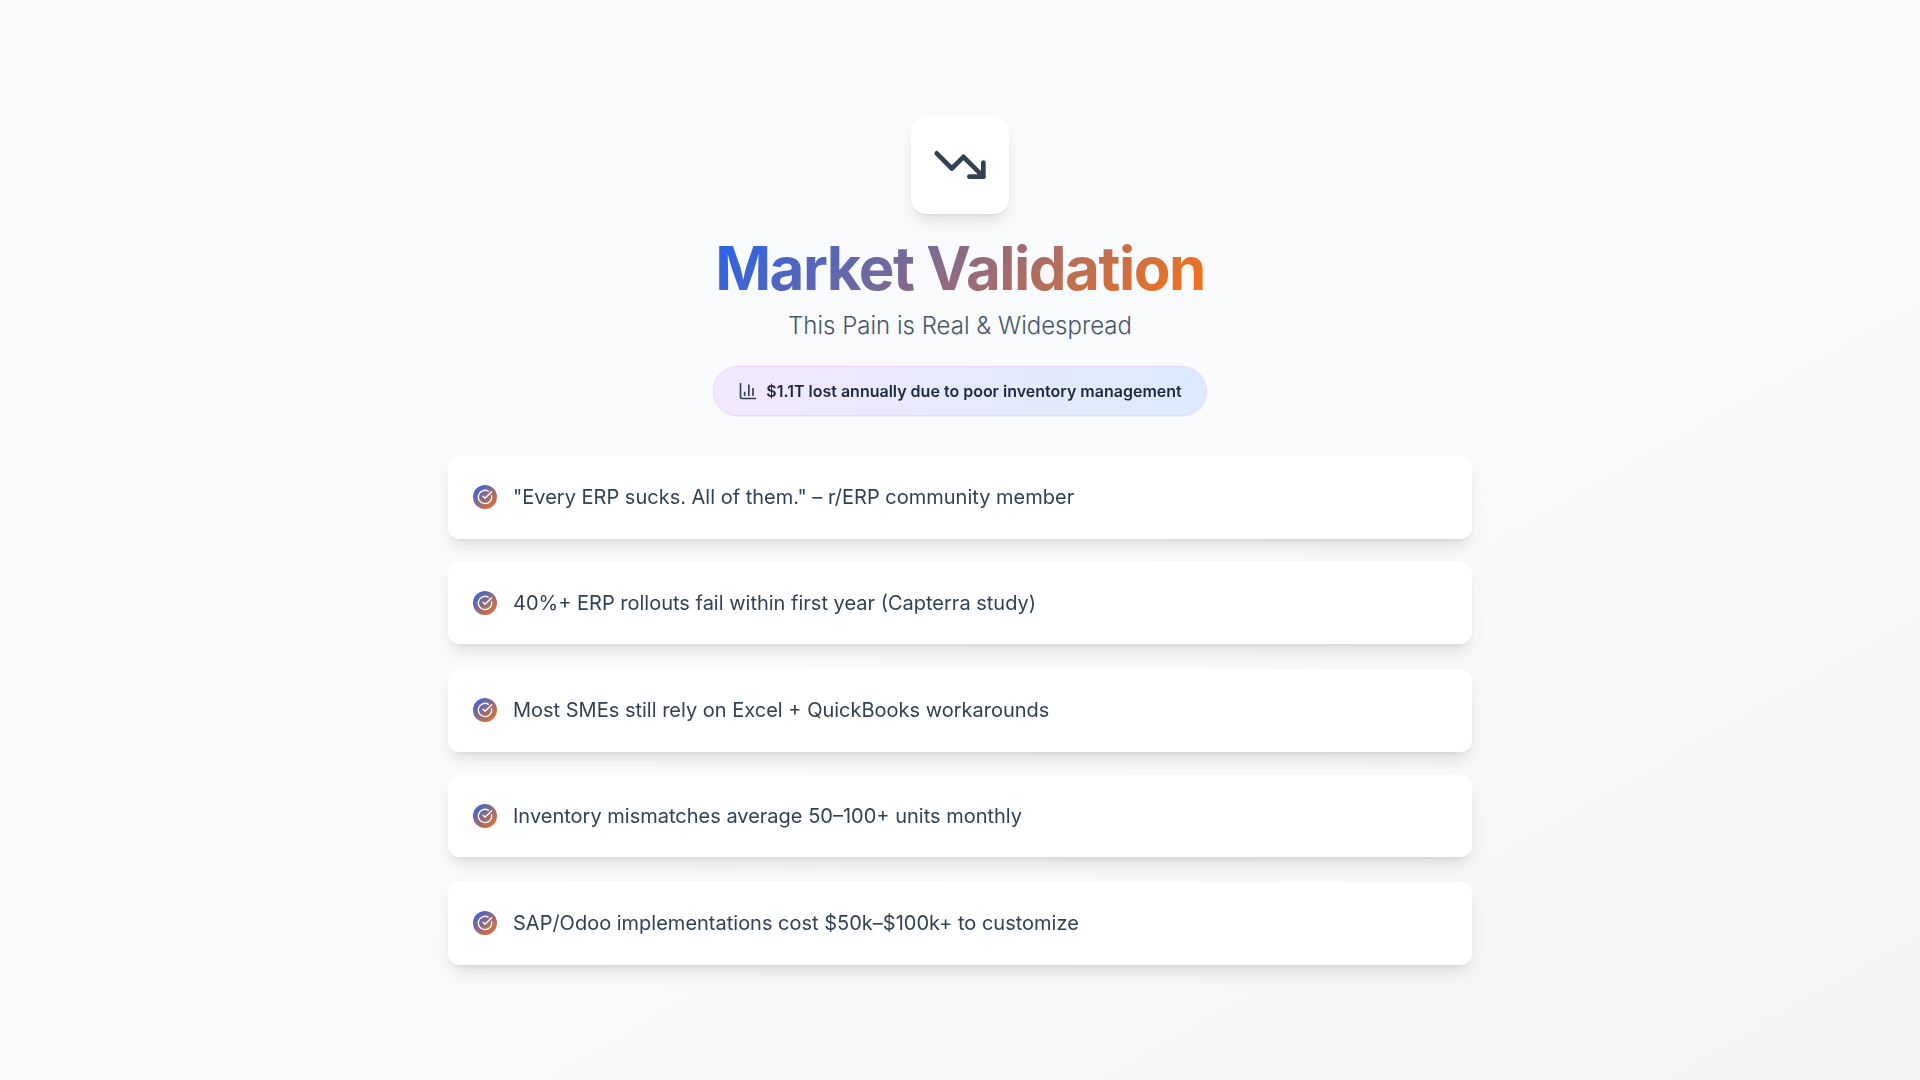 Market Validation
This Pain is Real & Widespread
$1.1T lost annually due to poor inventory management
"Every ERP sucks. All of them." – r/ERP community member
40%+ ERP rollouts fail within first year (Capterra study)
Most SMEs still rely on Excel + QuickBooks workarounds
Inventory mismatches average 50–100+ units monthly
SAP/Odoo implementations cost $50k–$100k+ to customize